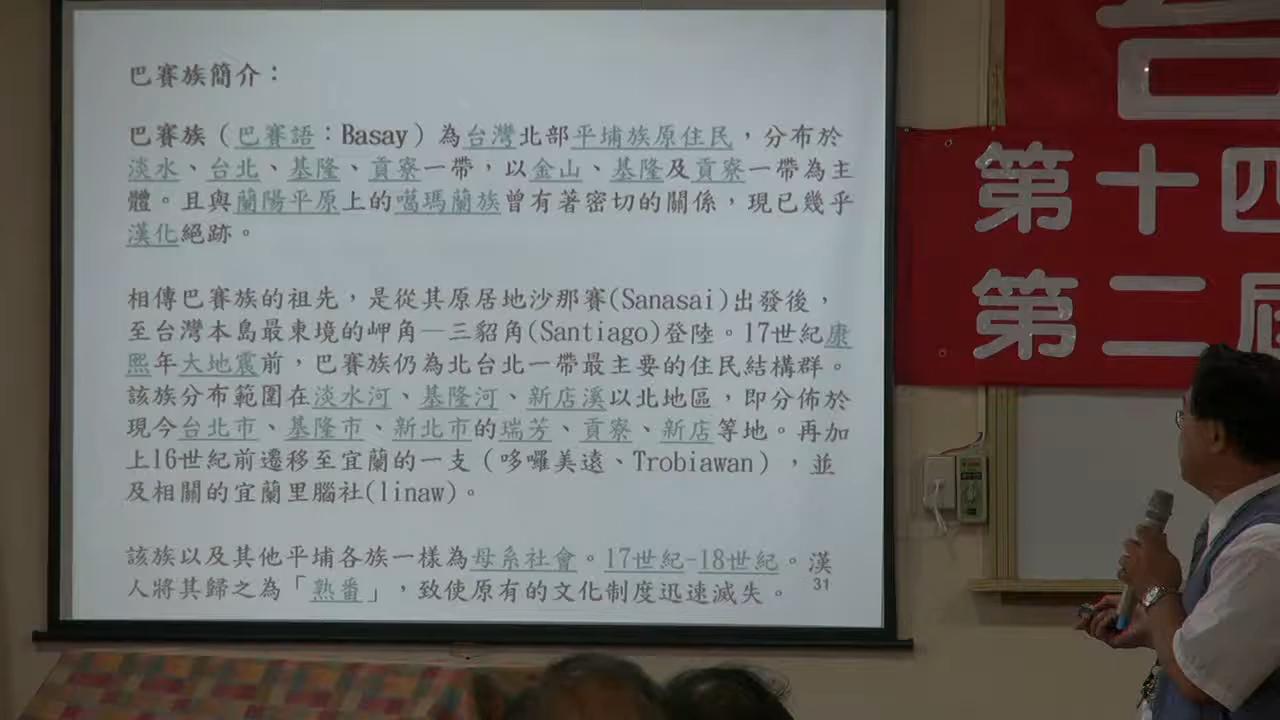 巴賽族簡介：
巴賽族（巴賽語：Basay）為台灣北部平埔族原住民，分布於
淡水、台北、基隆、貢寮一帶，以金山、基隆及貢寮一帶為主
體。且與蘭陽平原上的噶瑪蘭族曾有著密切的關係，現已幾乎
漢化絕跡。
相傳巴賽族的祖先，是從其原居地沙那賽(Sanasai)出發後，
至台灣本島最東境的岬角—三貂角(Santiago)登陸。17世紀康
熙年大地震前，巴賽族仍為北台北一帶最主要的住民結構群。
該族分布範圍在淡水河、基隆河、新店溪以北地區，即分佈於
現今台北市、基隆市、新北市的瑞芳、貢寮、新店等地。再加
上16世紀前遷移至宜蘭的一支（哆囉美遠、Trobiawan），並
及相關的宜蘭里腦社(linaw)。
該族以及其他平埔各族一樣為母系社會。17世紀-18世紀。漢
人將其歸之為「熟番」，致使原有的文化制度迅速滅失。
31
台
第十四
第二屆